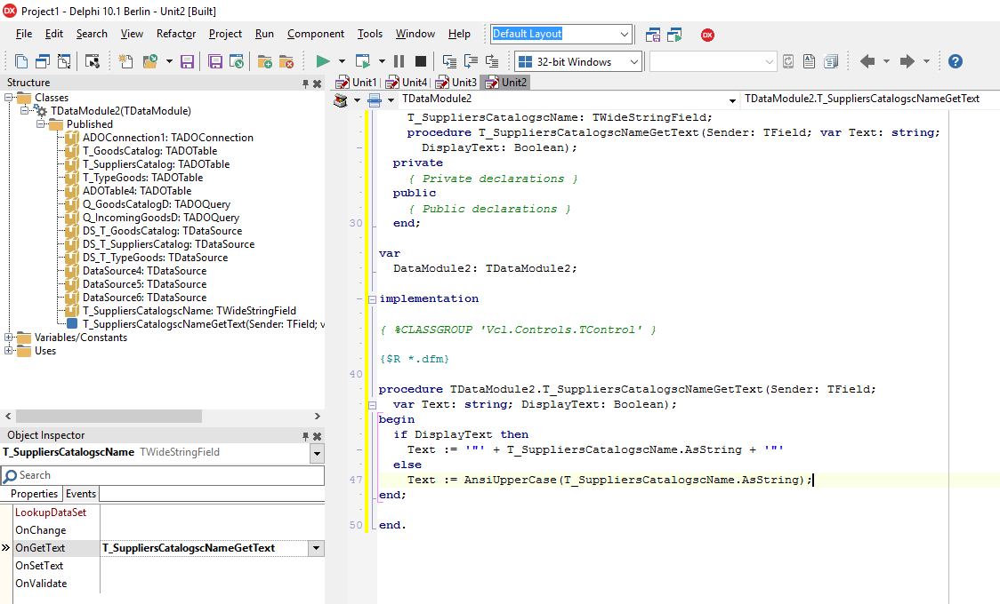 DX Project1 - Delphi 10.1 Berlin - Unit2 [Built]
File Edit Search View Refactor Project Run Component Tools Window Help Default Layout DX
32-bit Windows
Structure
Classes
TDataModule2(TDataModule)
Published
ADOConnection1: TADOConnection
T_GoodsCatalog: TADOTable
T_SuppliersCatalog: TADOTable
T_TypeGoods: TADOTable
ADOTable4: TADOTable
Q_GoodsCatalogD: TADOQuery
Q_IncomingGoodsD: TADOQuery
DS_T_GoodsCatalog: TDataSource
DS_T_SuppliersCatalog: TDataSource
DS_T_TypeGoods: TDataSource
DataSource4: TDataSource
DataSource5: TDataSource
DataSource6: TDataSource
T_SuppliersCatalogscName: TWideStringField
T_SuppliersCatalogscNameGetText(Sender: TField; v
Variables/Constants
Uses
Object Inspector
T_SuppliersCatalogscName TWideStringField
Search
Properties Events
LookupDataSet
OnChange
OnGetText T_SuppliersCatalogscNameGetText
OnSetText
OnValidate
Unit1 Unit4 Unit3 Unit2
TDataModule2 TDataModule2.T_SuppliersCatalogscNameGetText
T_SuppliersCatalogscName: TWideStringField;
procedure T_SuppliersCatalogscNameGetText(Sender: TField; var Text: string;
DisplayText: Boolean);
private
{ Private declarations }
public
{ Public declarations }
30 end;
var
DataModule2: TDataModule2;
implementation
{ %CLASSGROUP 'Vcl.Controls.TControl' }
{$R *.dfm}
40
procedure TDataModule2.T_SuppliersCatalogscNameGetText(Sender: TField;
var Text: string; DisplayText: Boolean);
begin
if DisplayText then
Text := '"' + T_SuppliersCatalogscName.AsString + '"'
else
47 Text := AnsiUpperCase(T_SuppliersCatalogscName.AsString);
end;
50 end.